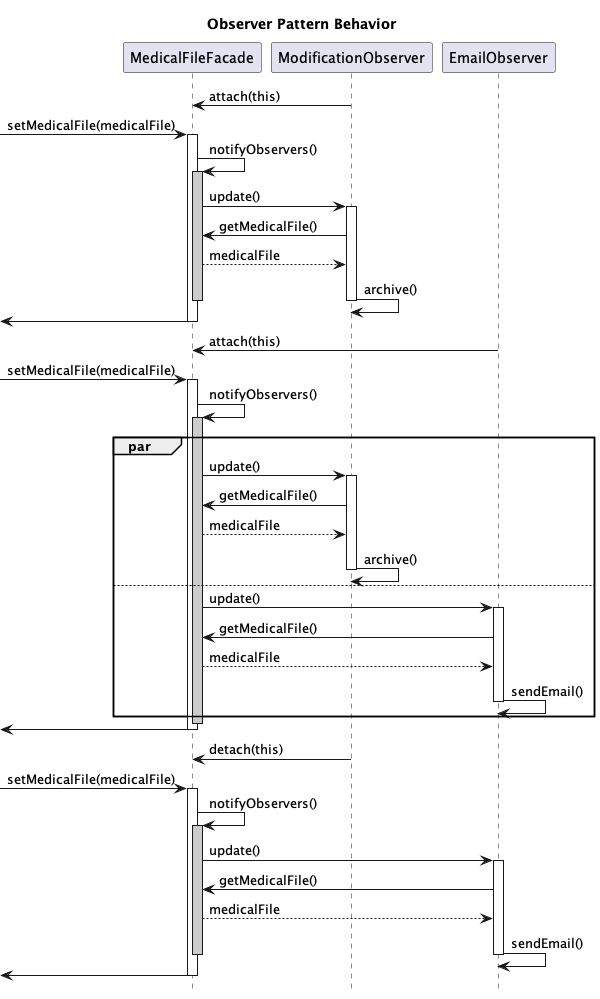 Observer Pattern Behavior
MedicalFileFacade
ModificationObserver
EmailObserver
attach(this)
setMedicalFile(medicalFile)
notifyObservers()
update()
getMedicalFile()
medicalFile
archive()
attach(this)
setMedicalFile(medicalFile)
notifyObservers()
par
update()
getMedicalFile()
medicalFile
archive()
update()
getMedicalFile()
medicalFile
sendEmail()
detach(this)
setMedicalFile(medicalFile)
notifyObservers()
update()
getMedicalFile()
medicalFile
sendEmail()